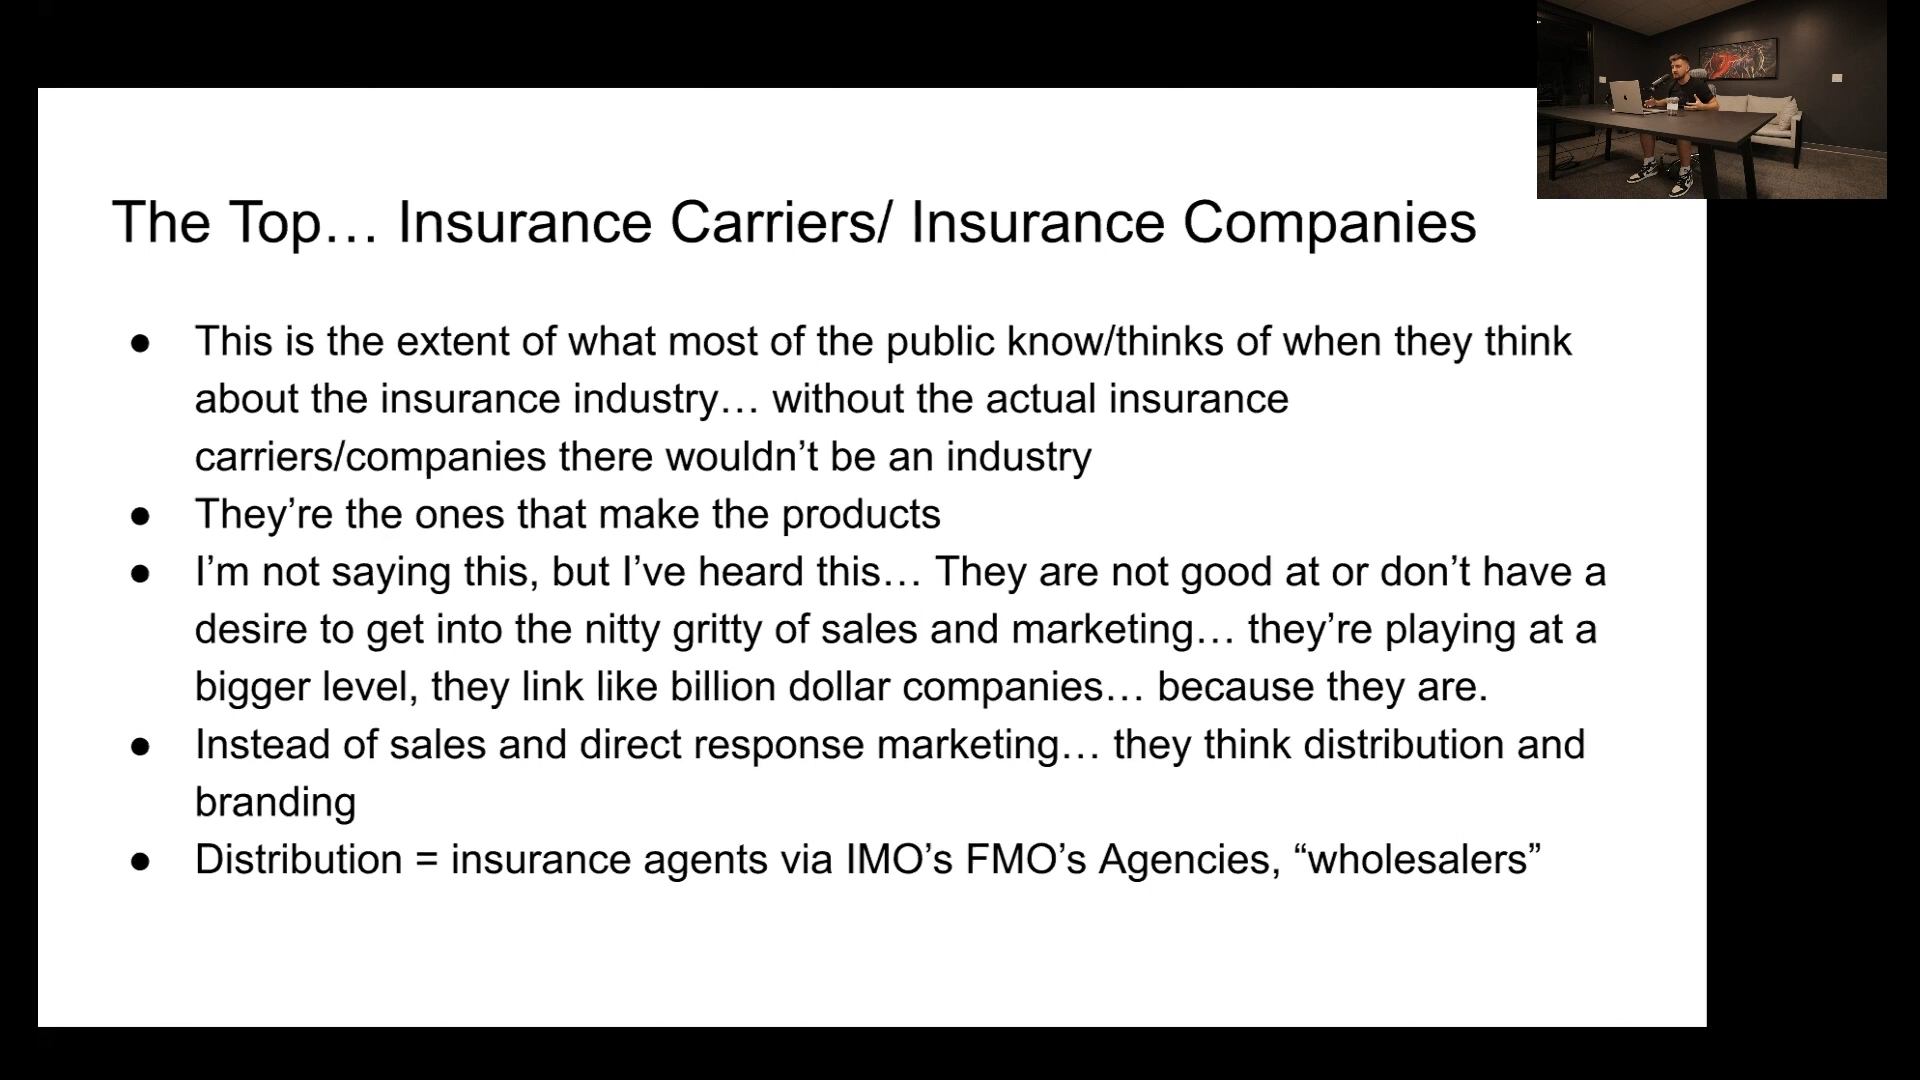 The Top… Insurance Carriers/ Insurance Companies
● This is the extent of what most of the public know/thinks of when they think
about the insurance industry… without the actual insurance
carriers/companies there wouldn’t be an industry
● They’re the ones that make the products
● I’m not saying this, but I’ve heard this… They are not good at or don’t have a
desire to get into the nitty gritty of sales and marketing… they’re playing at a
bigger level, they link like billion dollar companies… because they are.
● Instead of sales and direct response marketing… they think distribution and
branding
● Distribution = insurance agents via IMO’s FMO’s Agencies, “wholesalers”